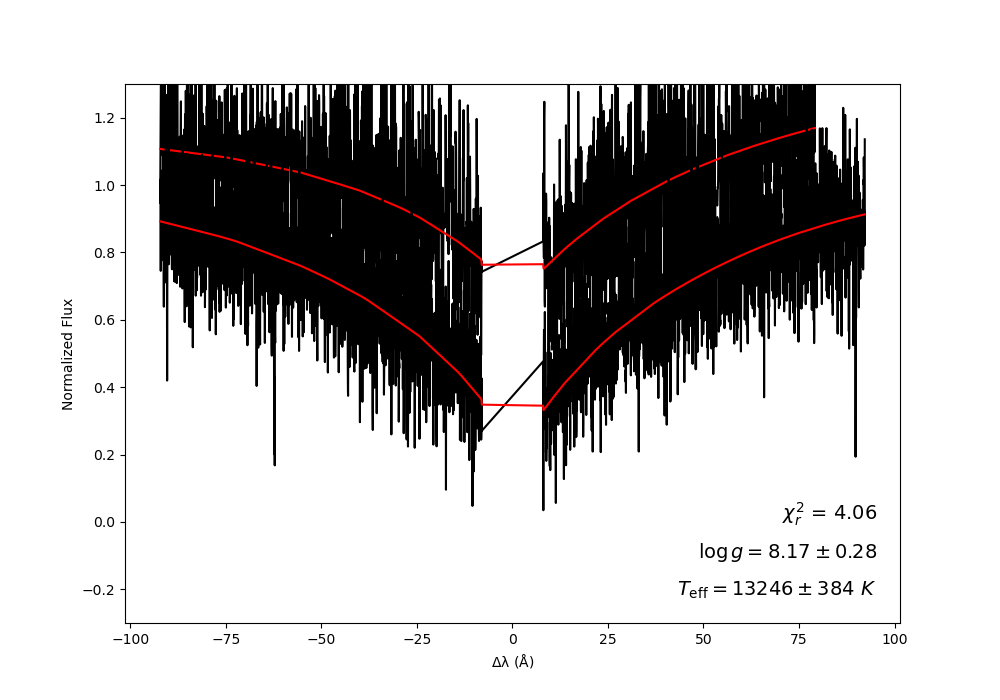 1.2
1.0
0.8
0.6
0.4
0.2
0.0
−0.2
Normalized Flux
χ²ᵣ = 4.06
log g = 8.17 ± 0.28
T_eff = 13246 ± 384 K
−100 −75 −50 −25 0 25 50 75 100
Δλ (Å)